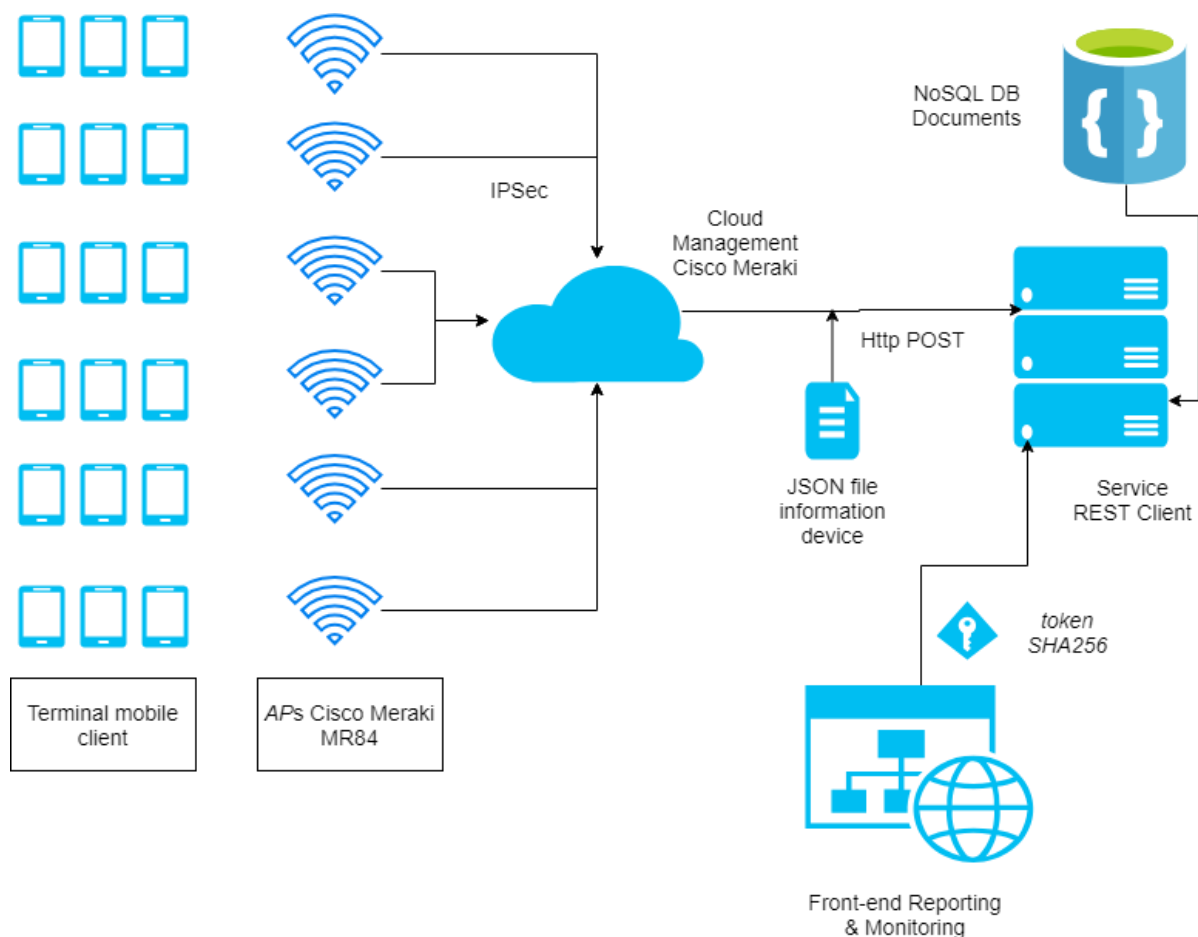 NoSQL DB
Documents
IPSec
Cloud
Management
Cisco Meraki
Http POST
JSON file
information
device
Service
REST Client
token
SHA256
Terminal mobile
client
APs Cisco Meraki
MR84
Front-end Reporting
& Monitoring